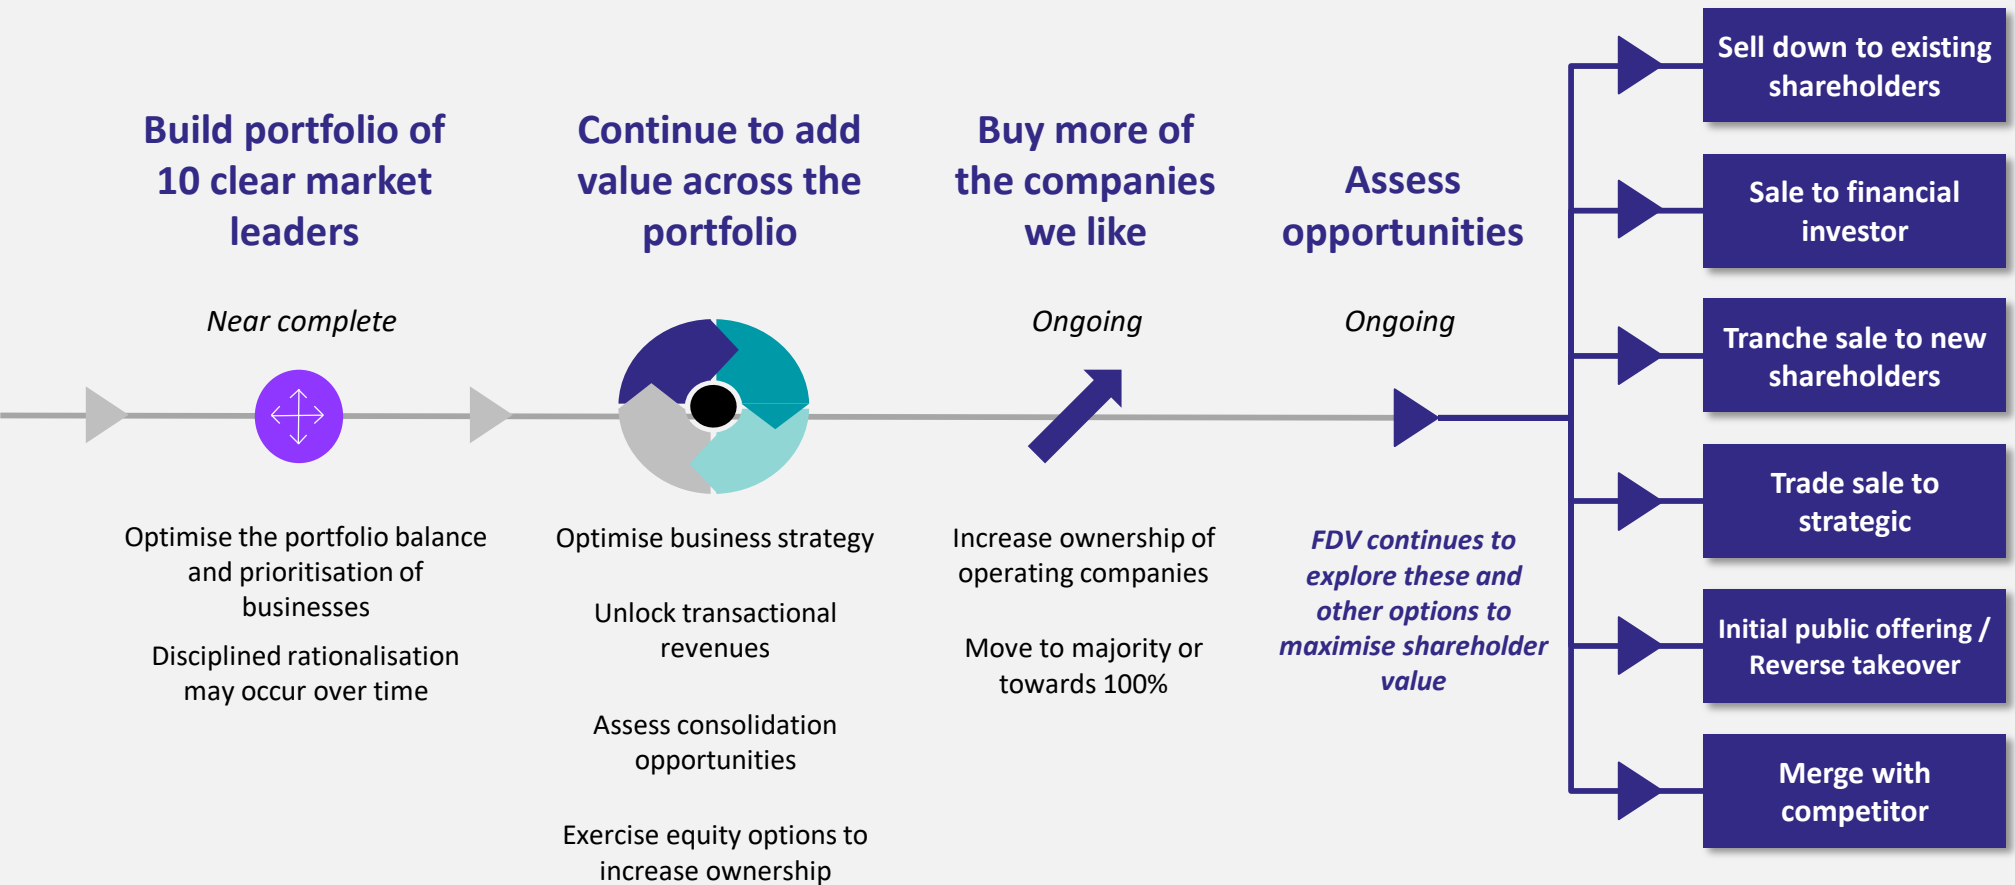 Build portfolio of
10 clear market
leaders
Near complete
Optimise the portfolio balance
and prioritisation of
businesses
Disciplined rationalisation
may occur over time
Continue to add
value across the
portfolio
Optimise business strategy
Unlock transactional
revenues
Assess consolidation
opportunities
Exercise equity options to
increase ownership
Buy more of
the companies
we like
Ongoing
Increase ownership of
operating companies
Move to majority or
towards 100%
Assess
opportunities
Ongoing
FDV continues to
explore these and
other options to
maximise shareholder
value
Sell down to existing
shareholders
Sale to financial
investor
Tranche sale to new
shareholders
Trade sale to
strategic
Initial public offering /
Reverse takeover
Merge with
competitor